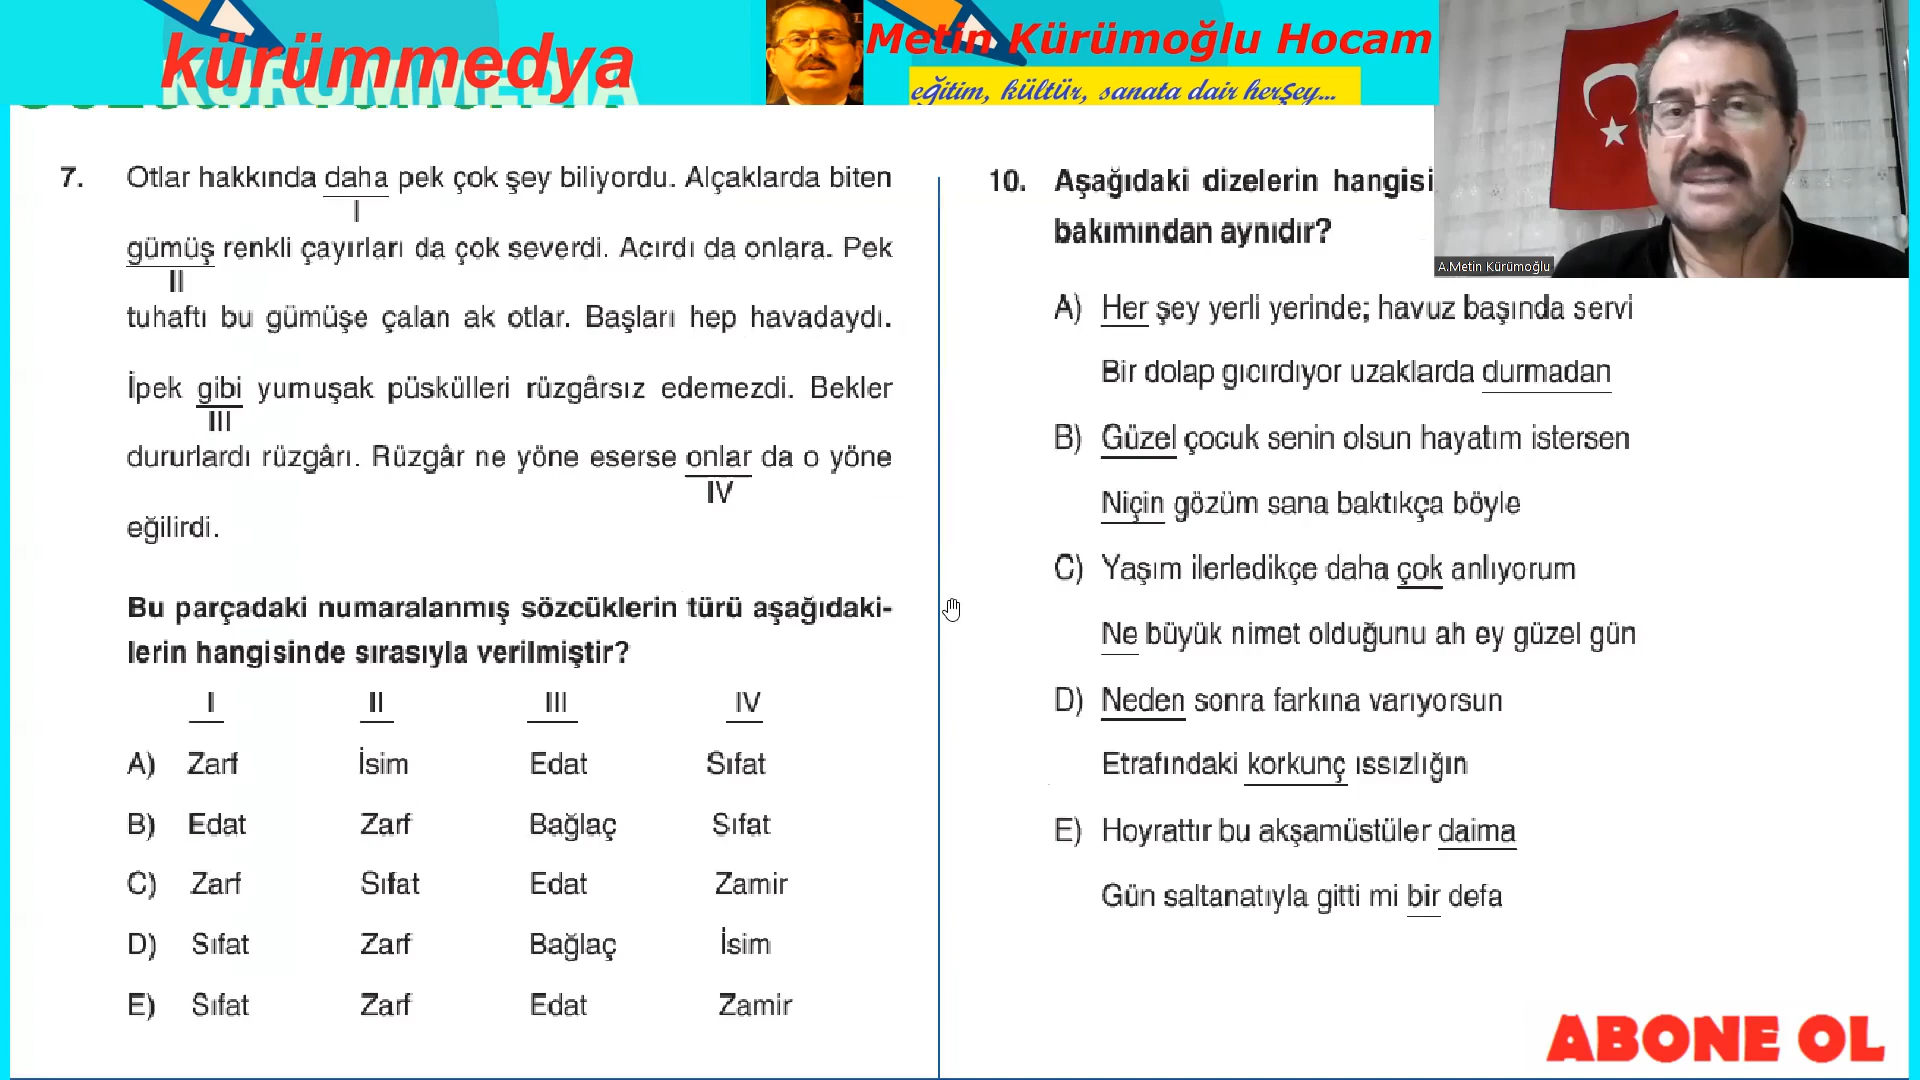 kürümmedya
Metin Kürümoğlu Hocam
eğitim, kültür, sanata dair herşey...
A.Metin Kürümoğlu
7. Otlar hakkında daha pek çok şey biliyordu. Alçaklarda biten
I
gümüş renkli çayırları da çok severdi. Acırdı da onlara. Pek
II
tuhaftı bu gümüşe çalan ak otlar. Başları hep havadaydı.
İpek gibi yumuşak püskülleri rüzgârsız edemezdi. Bekler
III
dururlardı rüzgârı. Rüzgâr ne yöne eserse onlar da o yöne
IV
eğilirdi.
Bu parçadaki numaralanmış sözcüklerin türü aşağıdaki-
lerin hangisinde sırasıyla verilmiştir?
I II III IV
A) Zarf İsim Edat Sıfat
B) Edat Zarf Bağlaç Sıfat
C) Zarf Sıfat Edat Zamir
D) Sıfat Zarf Bağlaç İsim
E) Sıfat Zarf Edat Zamir
10. Aşağıdaki dizelerin hangisi
bakımından aynıdır?
A) Her şey yerli yerinde; havuz başında servi
Bir dolap gıcırdıyor uzaklarda durmadan
B) Güzel çocuk senin olsun hayatım istersen
Niçin gözüm sana baktıkça böyle
C) Yaşım ilerledikçe daha çok anlıyorum
Ne büyük nimet olduğunu ah ey güzel gün
D) Neden sonra farkına varıyorsun
Etrafındaki korkunç ıssızlığın
E) Hoyrattır bu akşamüstüler daima
Gün saltanatıyla gitti mi bir defa
ABONE OL